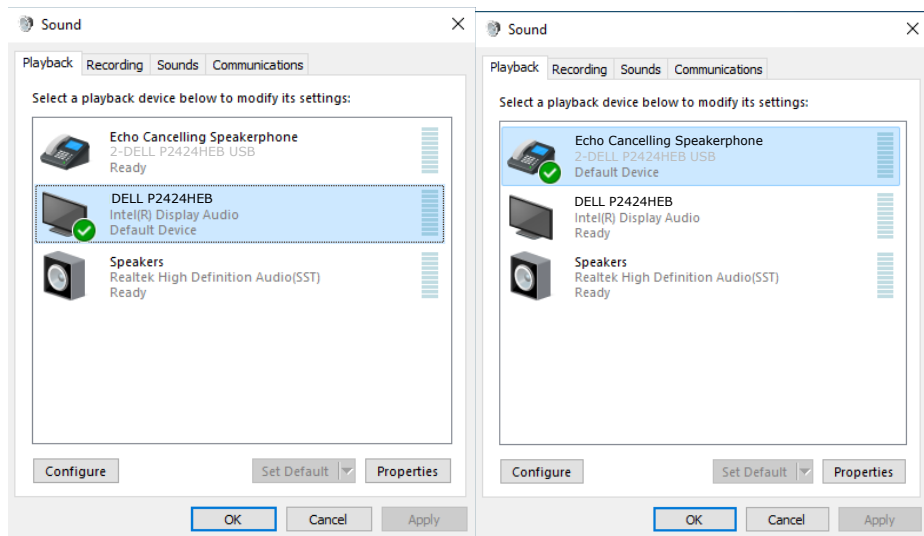 Sound
Playback Recording Sounds Communications
Select a playback device below to modify its settings:
Echo Cancelling Speakerphone
2-DELL P2424HEB USB
Ready
DELL P2424HEB
Intel(R) Display Audio
Default Device
Speakers
Realtek High Definition Audio(SST)
Ready
Configure Set Default Properties
OK Cancel Apply
Sound
Playback Recording Sounds Communications
Select a playback device below to modify its settings:
Echo Cancelling Speakerphone
2-DELL P2424HEB USB
Default Device
DELL P2424HEB
Intel(R) Display Audio
Ready
Speakers
Realtek High Definition Audio(SST)
Ready
Configure Set Default Properties
OK Cancel Apply